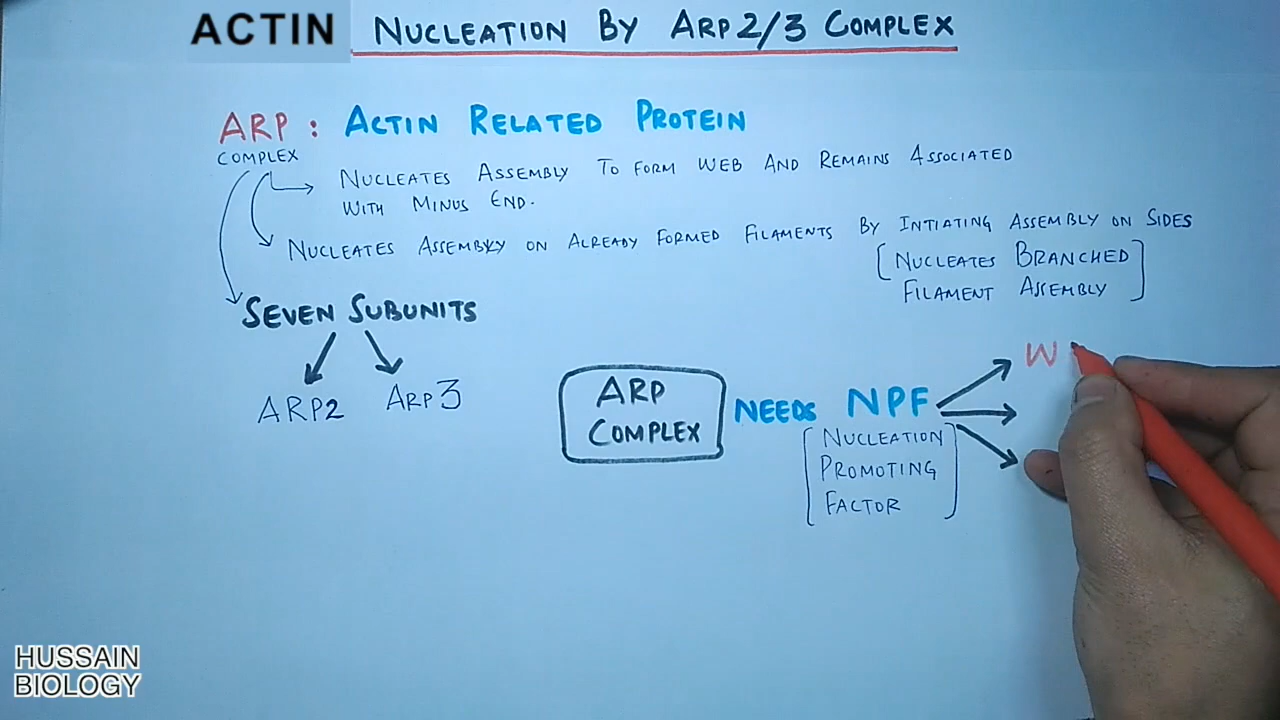 ACTIN NUCLEATION BY ARP2/3 COMPLEX
ARP : ACTIN RELATED PROTEIN
COMPLEX
NUCLEATES ASSEMBLY TO FORM WEB AND REMAINS ASSOCIATED
WITH MINUS END.
NUCLEATES ASSEMBLY ON ALREADY FORMED FILAMENTS BY INTIATING ASSEMBLY ON SIDES
[NUCLEATES BRANCHED
FILAMENT ASSEMBLY]
SEVEN SUBUNITS
ARP2 ARP3
ARP
COMPLEX
NEEDS NPF
[NUCLEATION
PROMOTING
FACTOR]
W
HUSSAIN
BIOLOGY